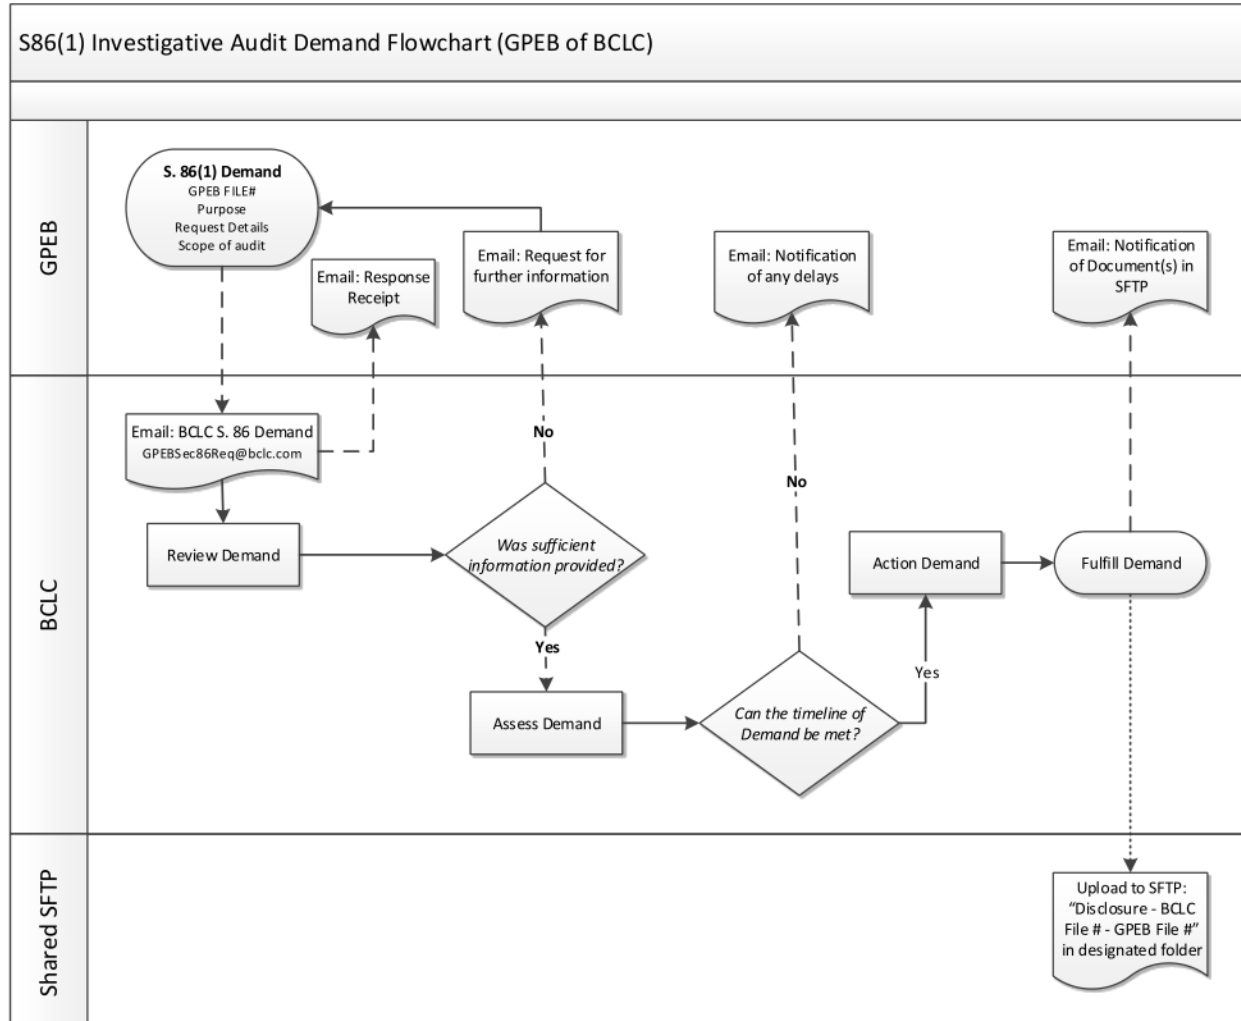 S86(1) Investigative Audit Demand Flowchart (GPEB of BCLC)
GPEB
S. 86(1) Demand
GPEB FILE#
Purpose
Request Details
Scope of audit
Email: Response
Receipt
Email: Request for
further information
Email: Notification
of any delays
Email: Notification
of Document(s) in
SFTP
BCLC
Email: BCLC S. 86 Demand
GPEBSec86Req@bclc.com
Review Demand
No
Was sufficient
information provided?
Yes
Assess Demand
No
Can the timeline of
Demand be met?
Yes
Action Demand
Fulfill Demand
Shared SFTP
Upload to SFTP:
“Disclosure - BCLC
File # - GPEB File #”
in designated folder